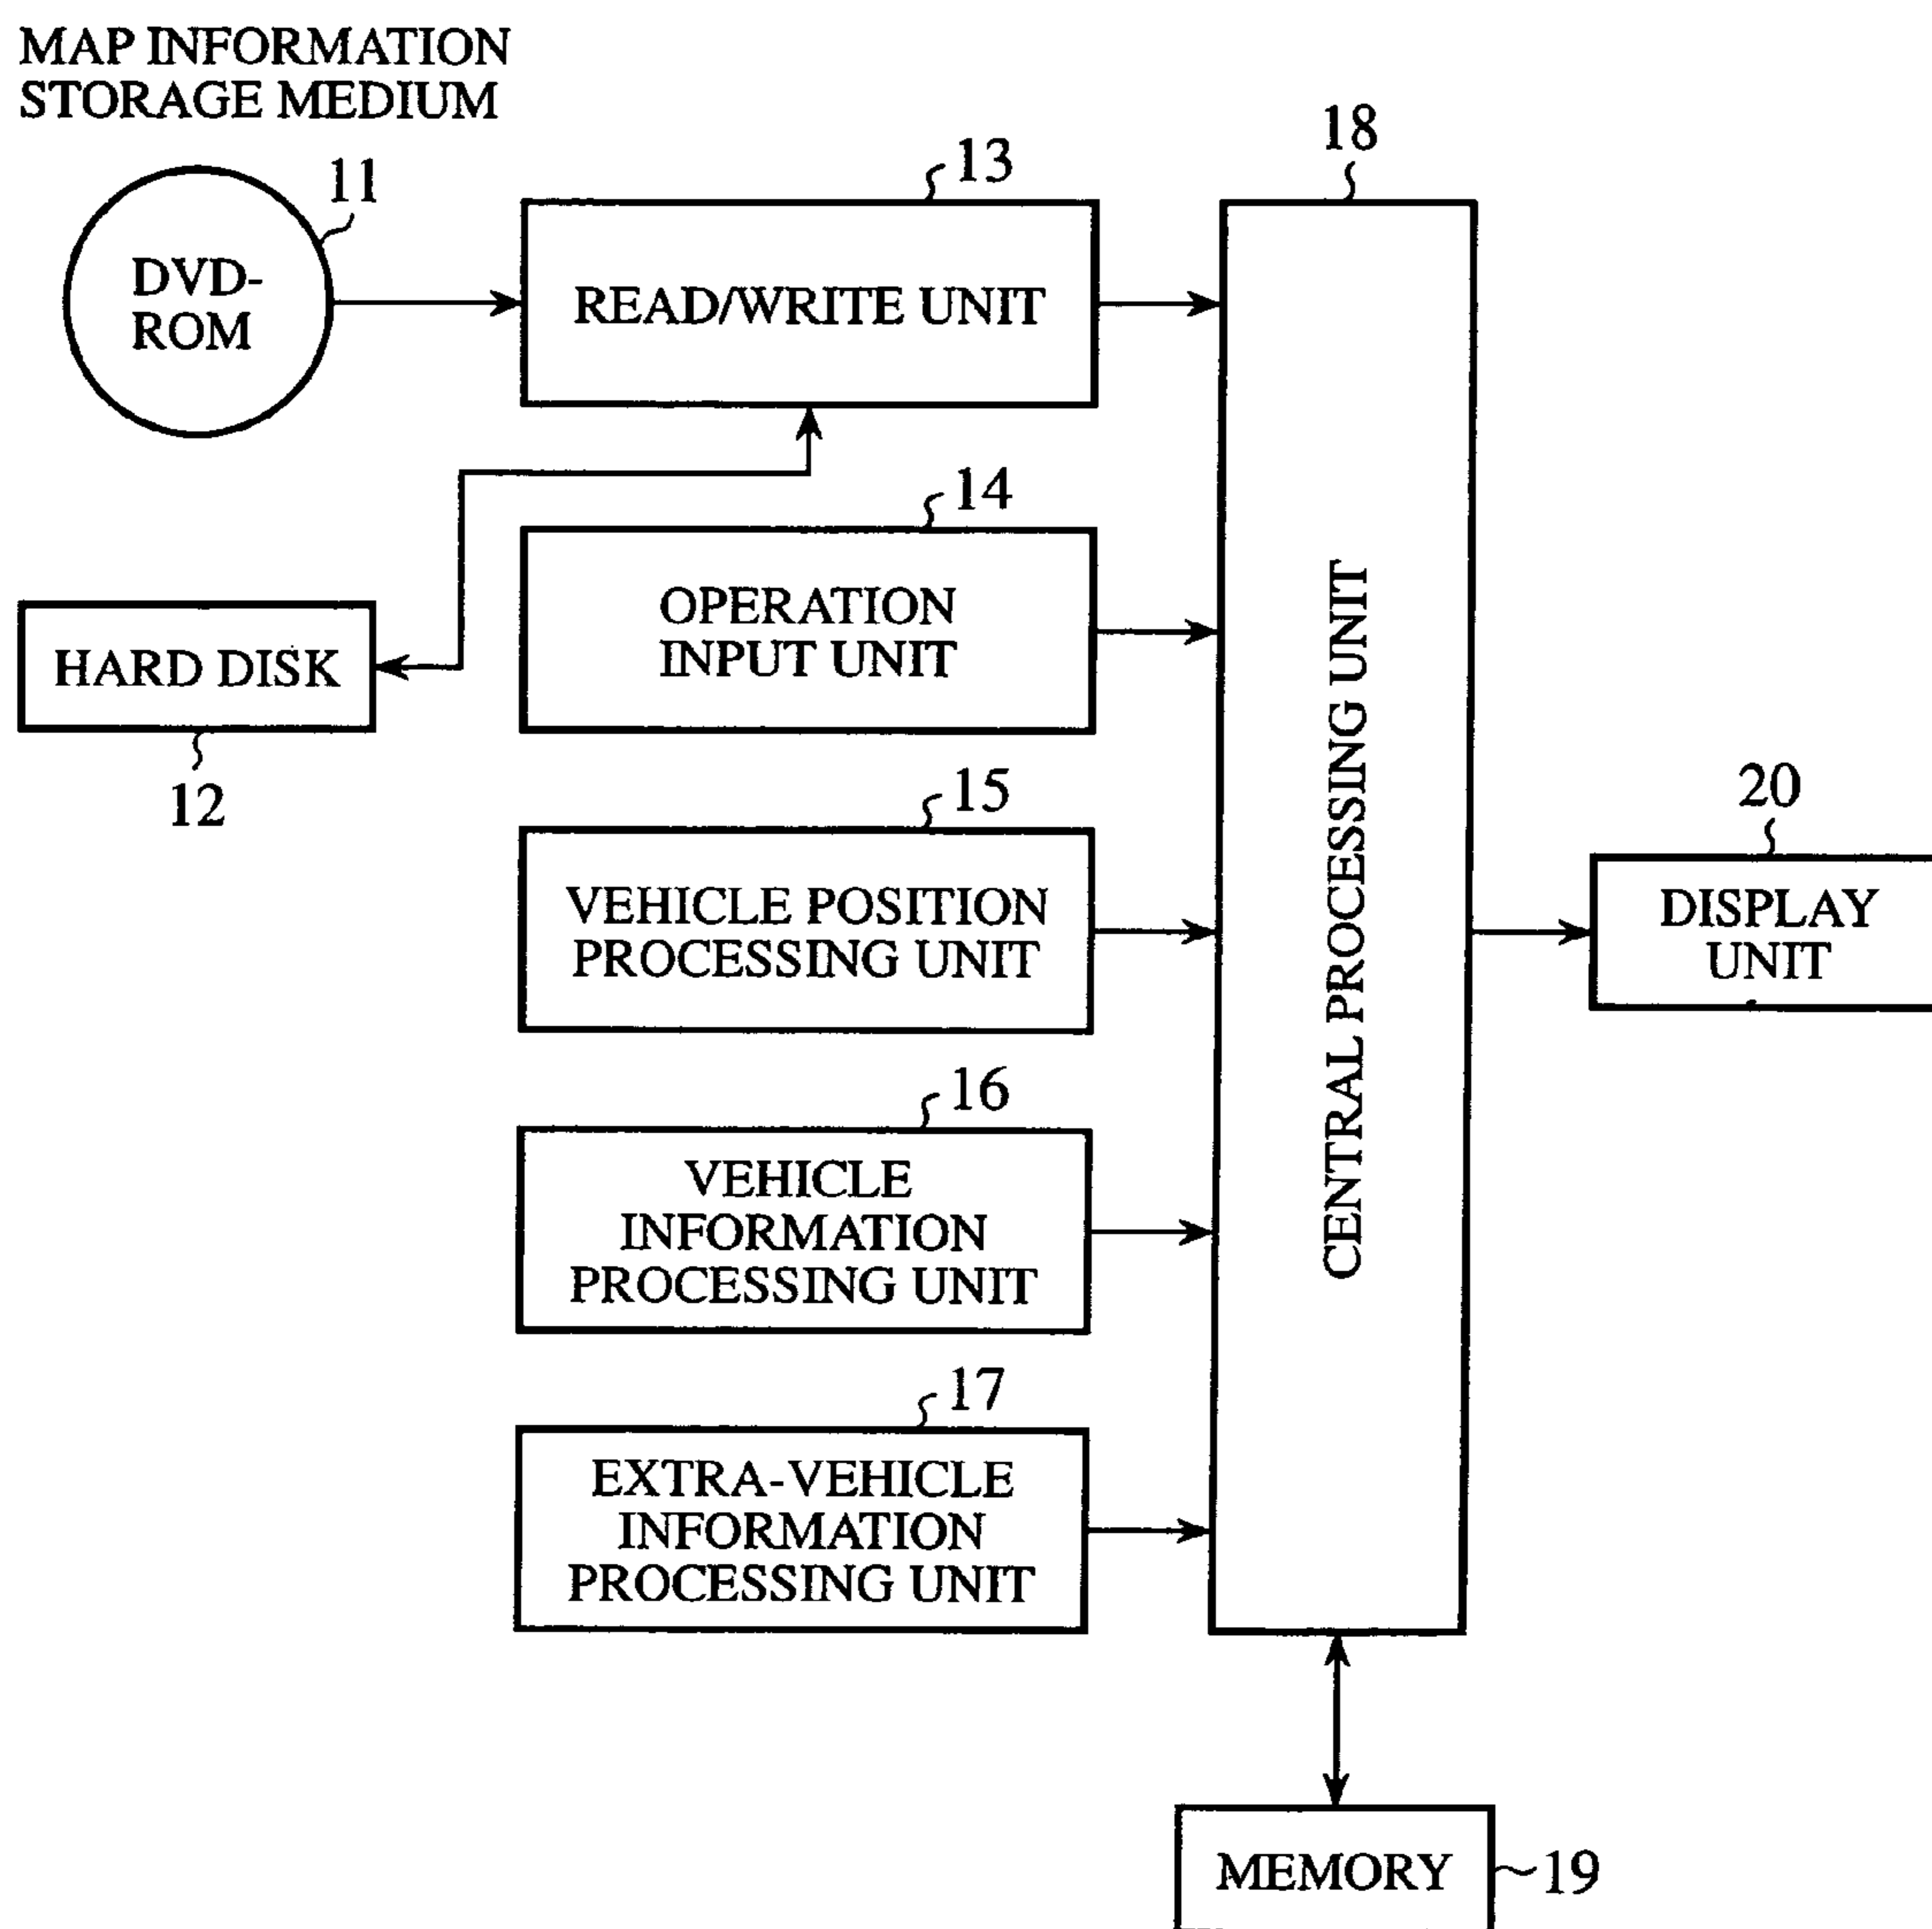 MAP INFORMATION
STORAGE MEDIUM
11
DVD-
ROM
13
READ/WRITE UNIT
18
CENTRAL PROCESSING UNIT
14
OPERATION
INPUT UNIT
HARD DISK
12
15
VEHICLE POSITION
PROCESSING UNIT
20
DISPLAY
UNIT
16
VEHICLE
INFORMATION
PROCESSING UNIT
17
EXTRA-VEHICLE
INFORMATION
PROCESSING UNIT
MEMORY
19